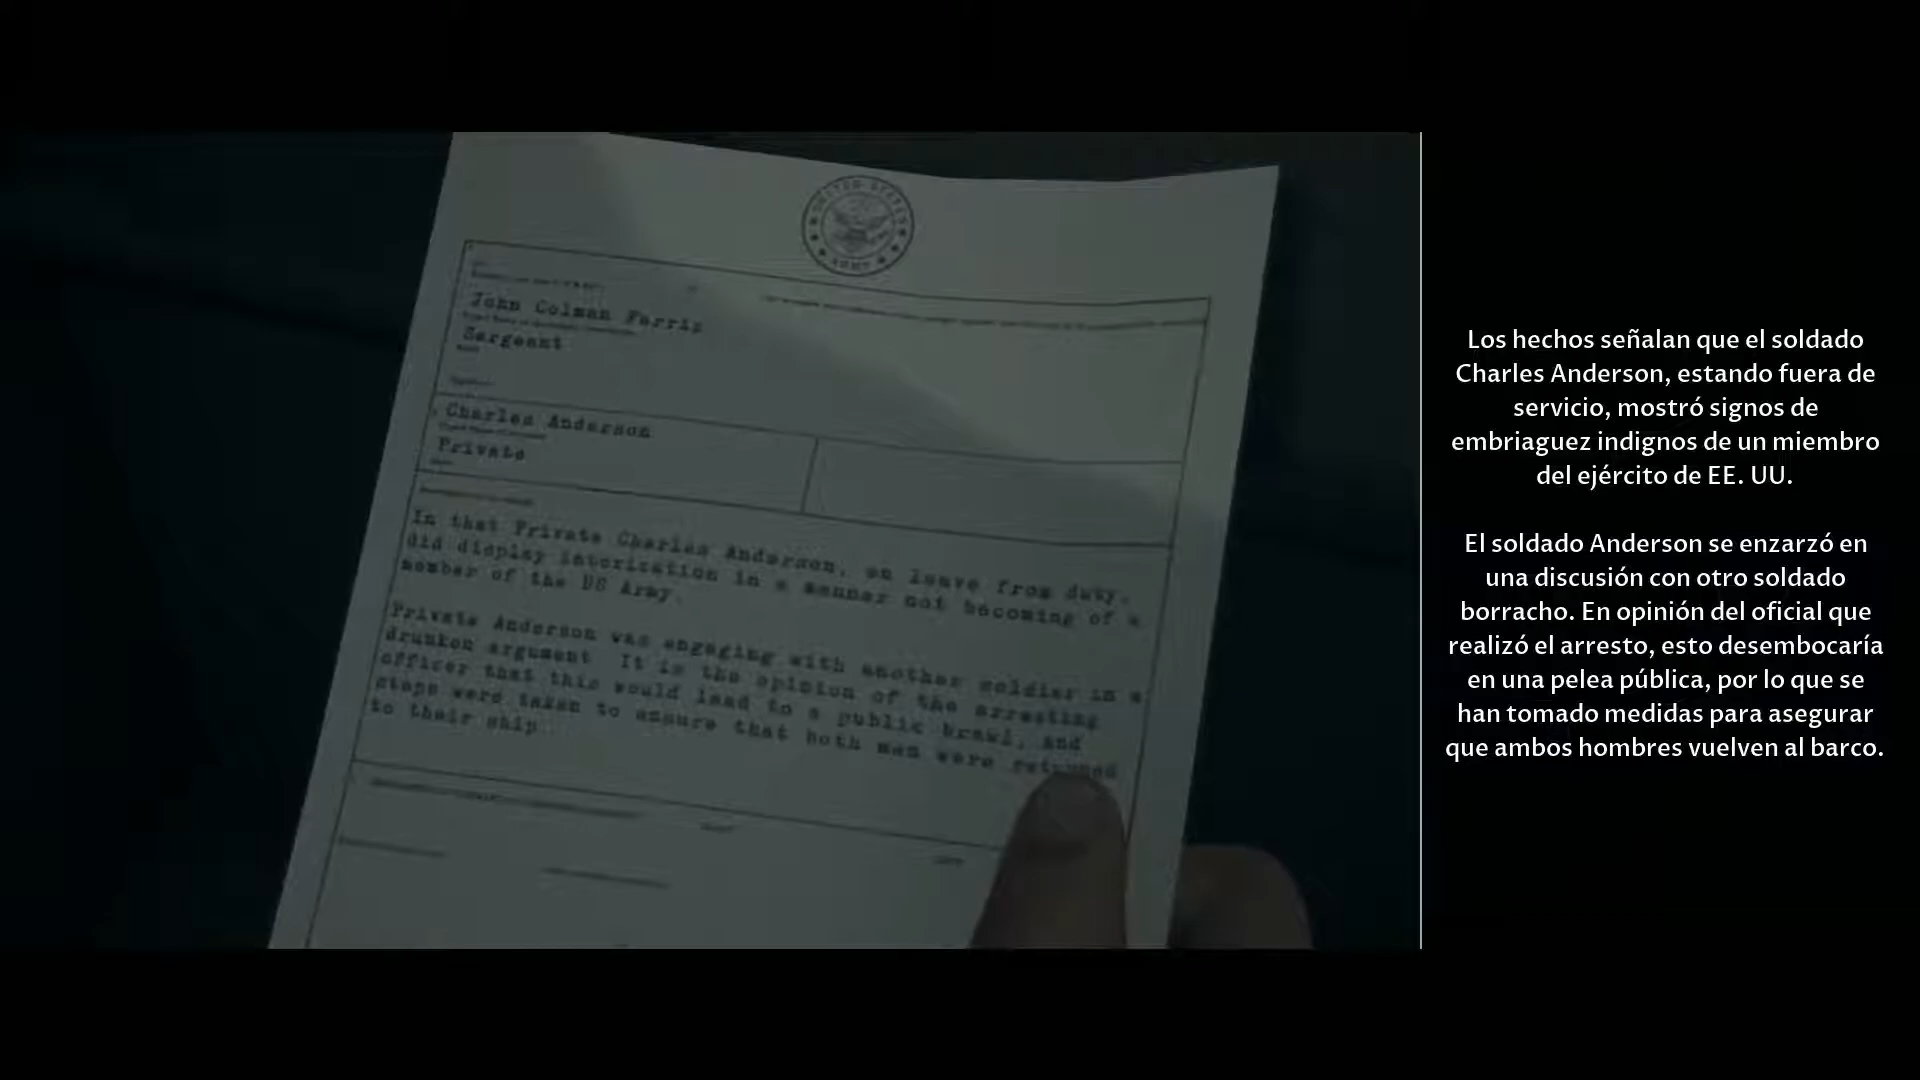 UNITED STATES
ARMY
John Colman Farris
Sergeant
Charles Anderson
Private
In that Private Charles Anderson, on leave from duty,
did display intorization in a manner not becoming of a
member of the US Army.
Private Anderson was engaging with another soldier in a
drunken argument. It is the opinion of the arresting
officer that this would lead to a public brawl, and
steps were taken to ensure that both men were returned
to their ship
Los hechos señalan que el soldado
Charles Anderson, estando fuera de
servicio, mostró signos de
embriaguez indignos de un miembro
del ejército de EE. UU.
El soldado Anderson se enzarzó en
una discusión con otro soldado
borracho. En opinión del oficial que
realizó el arresto, esto desembocaría
en una pelea pública, por lo que se
han tomado medidas para asegurar
que ambos hombres vuelven al barco.